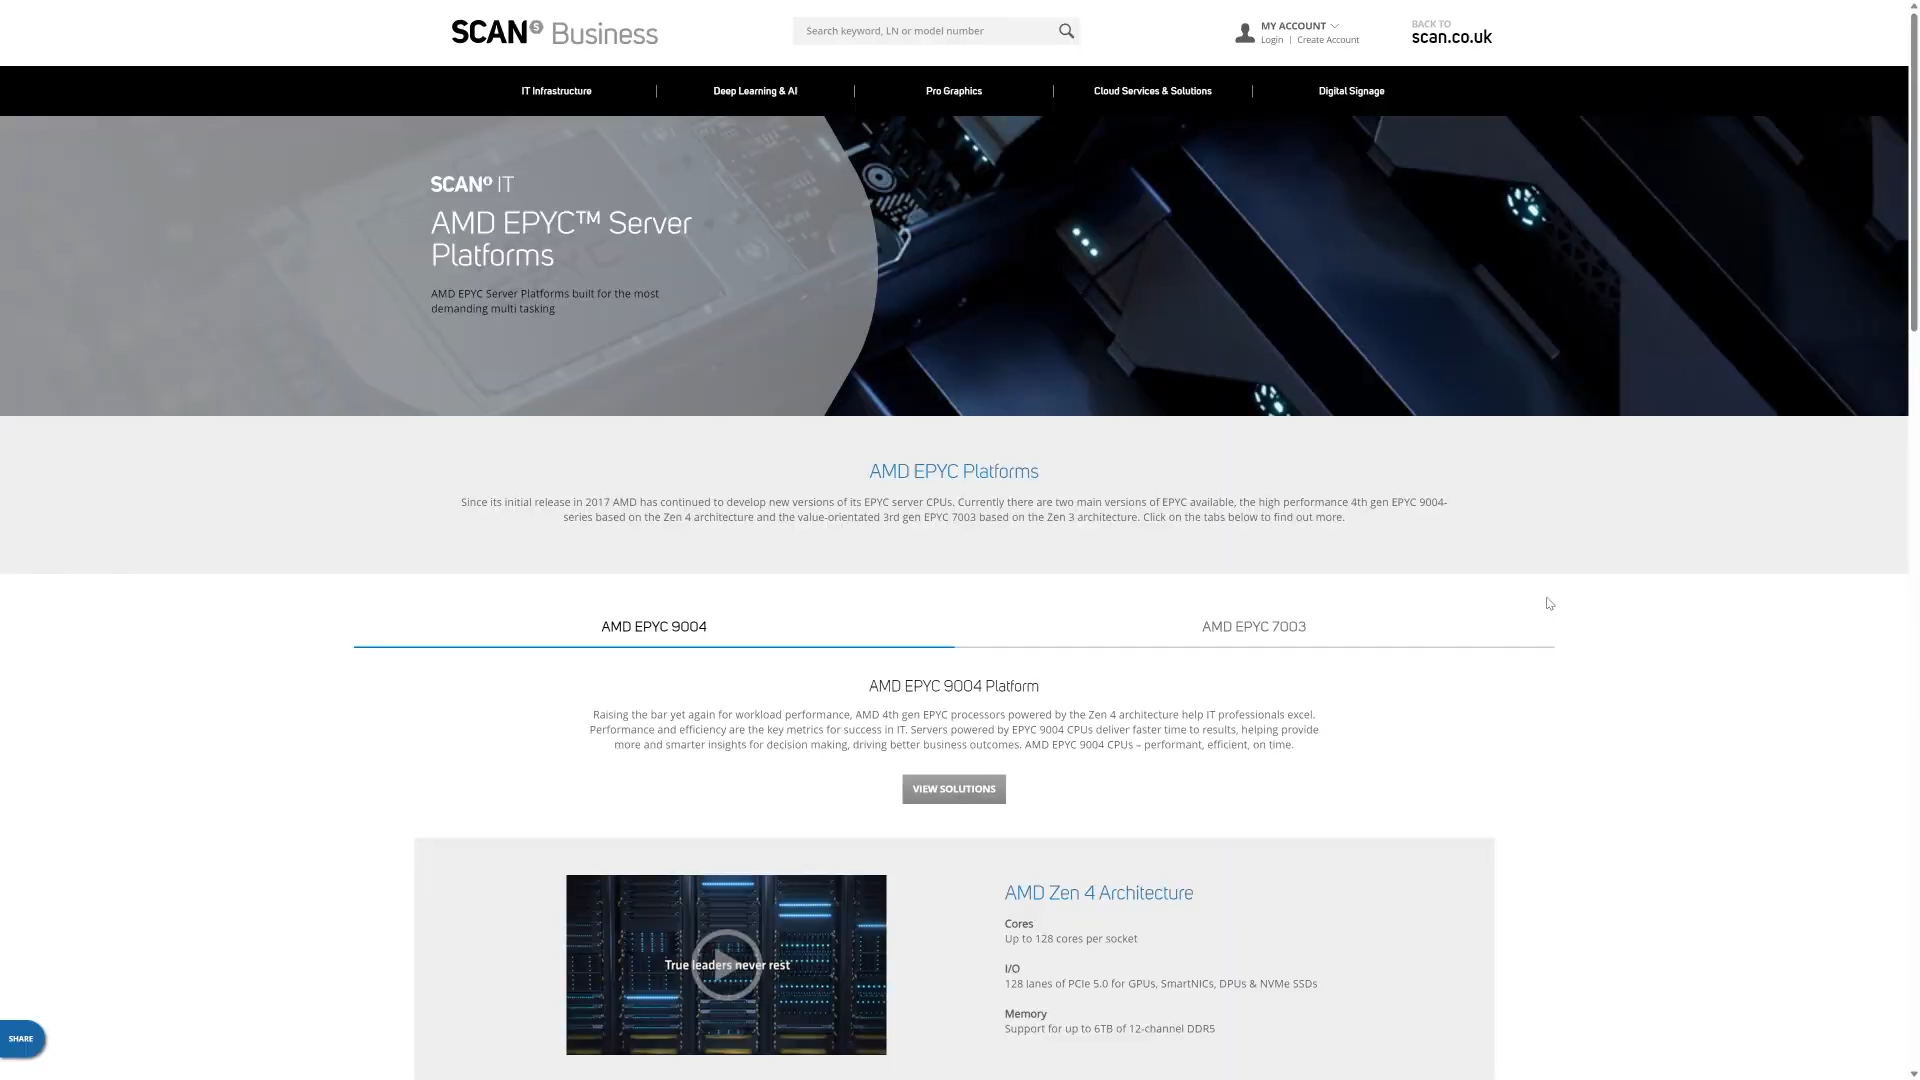 SCAN S Business
Search keyword, LN or model number
MY ACCOUNT
Login | Create Account
BACK TO
scan.co.uk
IT Infrastructure
Deep Learning & AI
Pro Graphics
Cloud Services & Solutions
Digital Signage
SCAN IT
AMD EPYC™ Server
Platforms
AMD EPYC Server Platforms built for the most
demanding multi tasking
AMD EPYC Platforms
Since its initial release in 2017 AMD has continued to develop new versions of its EPYC server CPUs. Currently there are two main versions of EPYC available, the high performance 4th gen EPYC 9004-
series based on the Zen 4 architecture and the value-orientated 3rd gen EPYC 7003 based on the Zen 3 architecture. Click on the tabs below to find out more.
AMD EPYC 9004
AMD EPYC 7003
AMD EPYC 9004 Platform
Raising the bar yet again for workload performance, AMD 4th gen EPYC processors powered by the Zen 4 architecture help IT professionals excel.
Performance and efficiency are the key metrics for success in IT. Servers powered by EPYC 9004 CPUs deliver faster time to results, helping provide
more and smarter insights for decision making, driving better business outcomes. AMD EPYC 9004 CPUs – performant, efficient, on time.
VIEW SOLUTIONS
True leaders never rest
AMD Zen 4 Architecture
Cores
Up to 128 cores per socket
I/O
128 lanes of PCIe 5.0 for GPUs, SmartNICs, DPUs & NVMe SSDs
Memory
Support for up to 6TB of 12-channel DDR5
SHARE